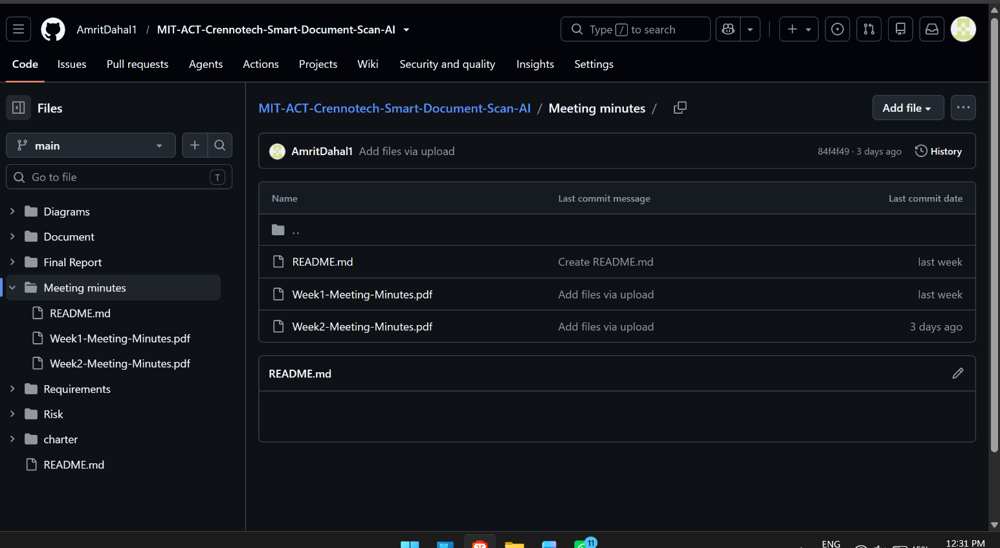 AmritDahal1 / MIT-ACT-Crennotech-Smart-Document-Scan-AI
Type / to search
Code Issues Pull requests Agents Actions Projects Wiki Security and quality Insights Settings
Files
main
Go to file T
Diagrams
Document
Final Report
Meeting minutes
README.md
Week1-Meeting-Minutes.pdf
Week2-Meeting-Minutes.pdf
Requirements
Risk
charter
README.md
MIT-ACT-Crennotech-Smart-Document-Scan-AI / Meeting minutes /
Add file
AmritDahal1 Add files via upload 84f4f49 · 3 days ago History
Name Last commit message Last commit date
..
README.md Create README.md last week
Week1-Meeting-Minutes.pdf Add files via upload last week
Week2-Meeting-Minutes.pdf Add files via upload 3 days ago
README.md
11
ENG
12:31 PM